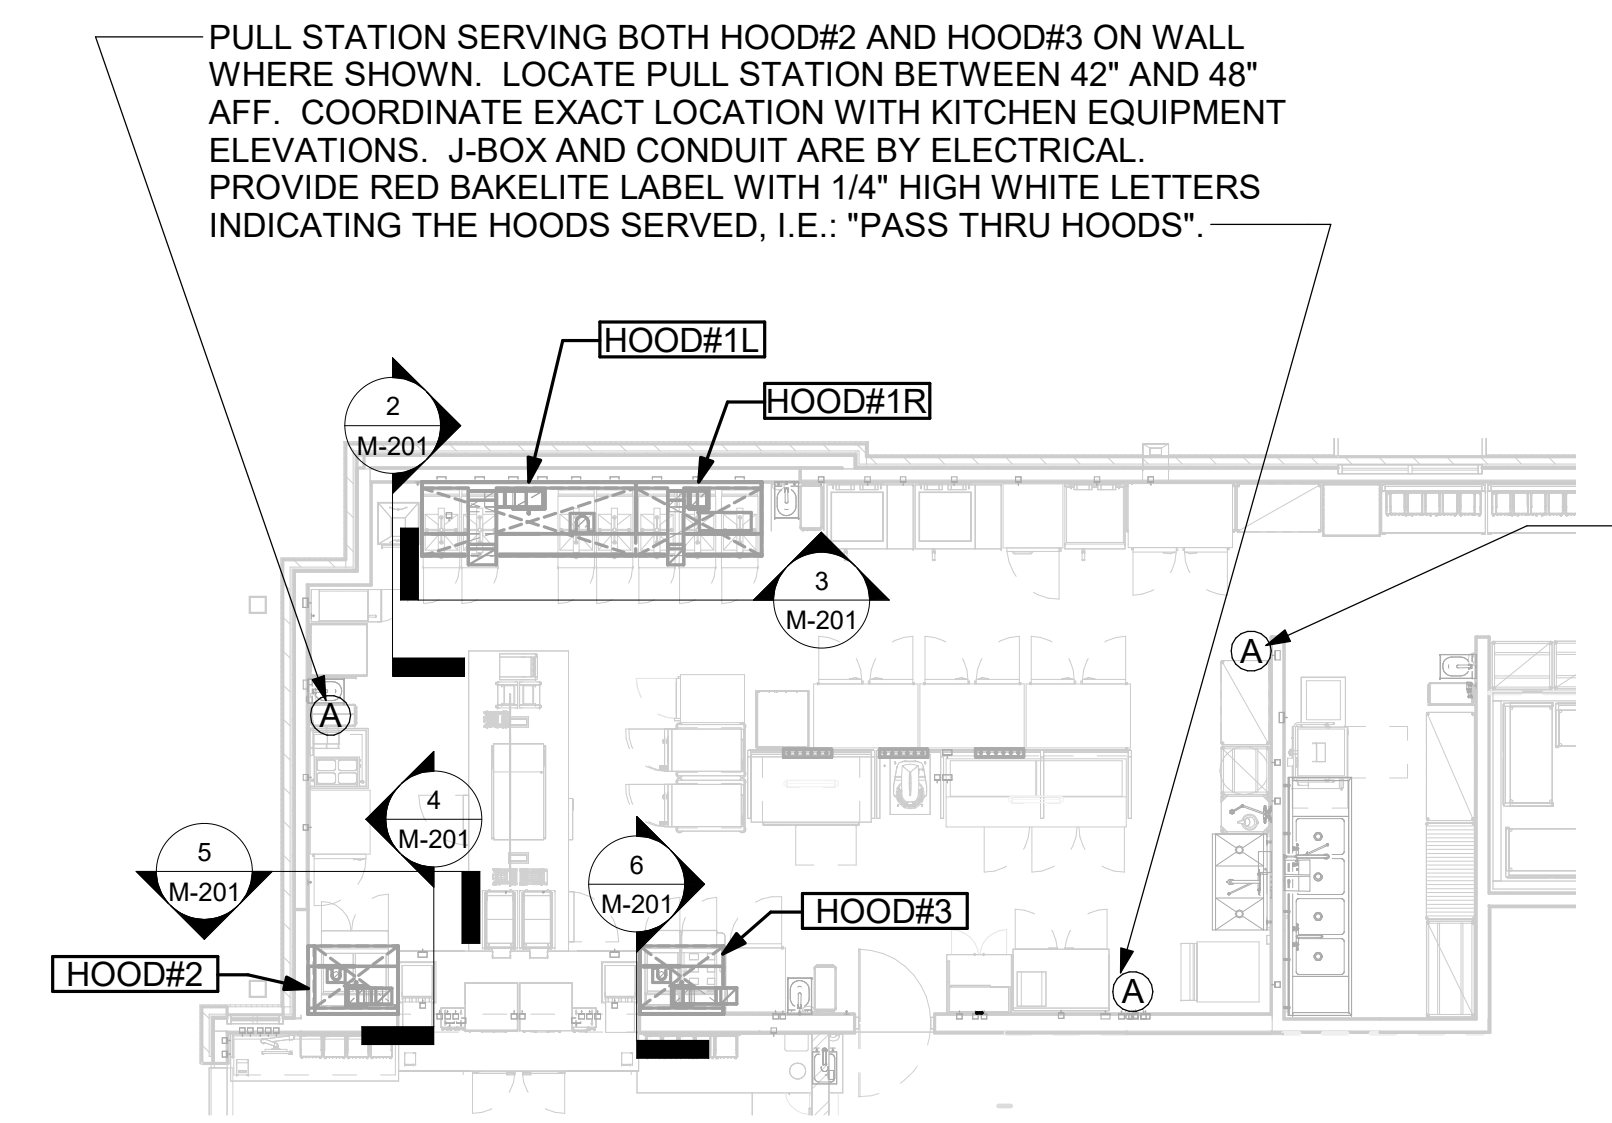 PULL STATION SERVING BOTH HOOD#2 AND HOOD#3 ON WALL
WHERE SHOWN.  LOCATE PULL STATION BETWEEN 42" AND 48"
AFF.  COORDINATE EXACT LOCATION WITH KITCHEN EQUIPMENT
ELEVATIONS.  J-BOX AND CONDUIT ARE BY ELECTRICAL.
PROVIDE RED BAKELITE LABEL WITH 1/4" HIGH WHITE LETTERS
INDICATING THE HOODS SERVED, I.E.: "PASS THRU HOODS".
HOOD#1L
HOOD#1R
2
M-201
3
M-201
A
A
4
M-201
5
M-201
6
M-201
HOOD#3
HOOD#2
A